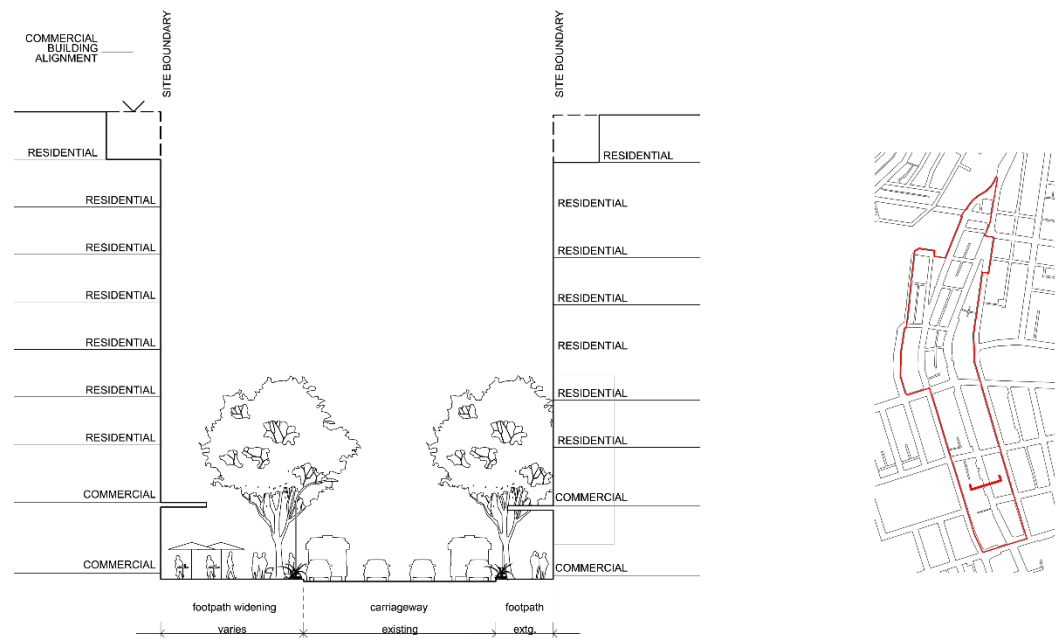 COMMERCIAL
BUILDING
ALIGNMENT
SITE BOUNDARY
SITE BOUNDARY
RESIDENTIAL
RESIDENTIAL
RESIDENTIAL
RESIDENTIAL
RESIDENTIAL
RESIDENTIAL
RESIDENTIAL
COMMERCIAL
COMMERCIAL
RESIDENTIAL
RESIDENTIAL
RESIDENTIAL
RESIDENTIAL
RESIDENTIAL
RESIDENTIAL
RESIDENTIAL
COMMERCIAL
COMMERCIAL
footpath widening
varies
carriageway
existing
footpath
extg.